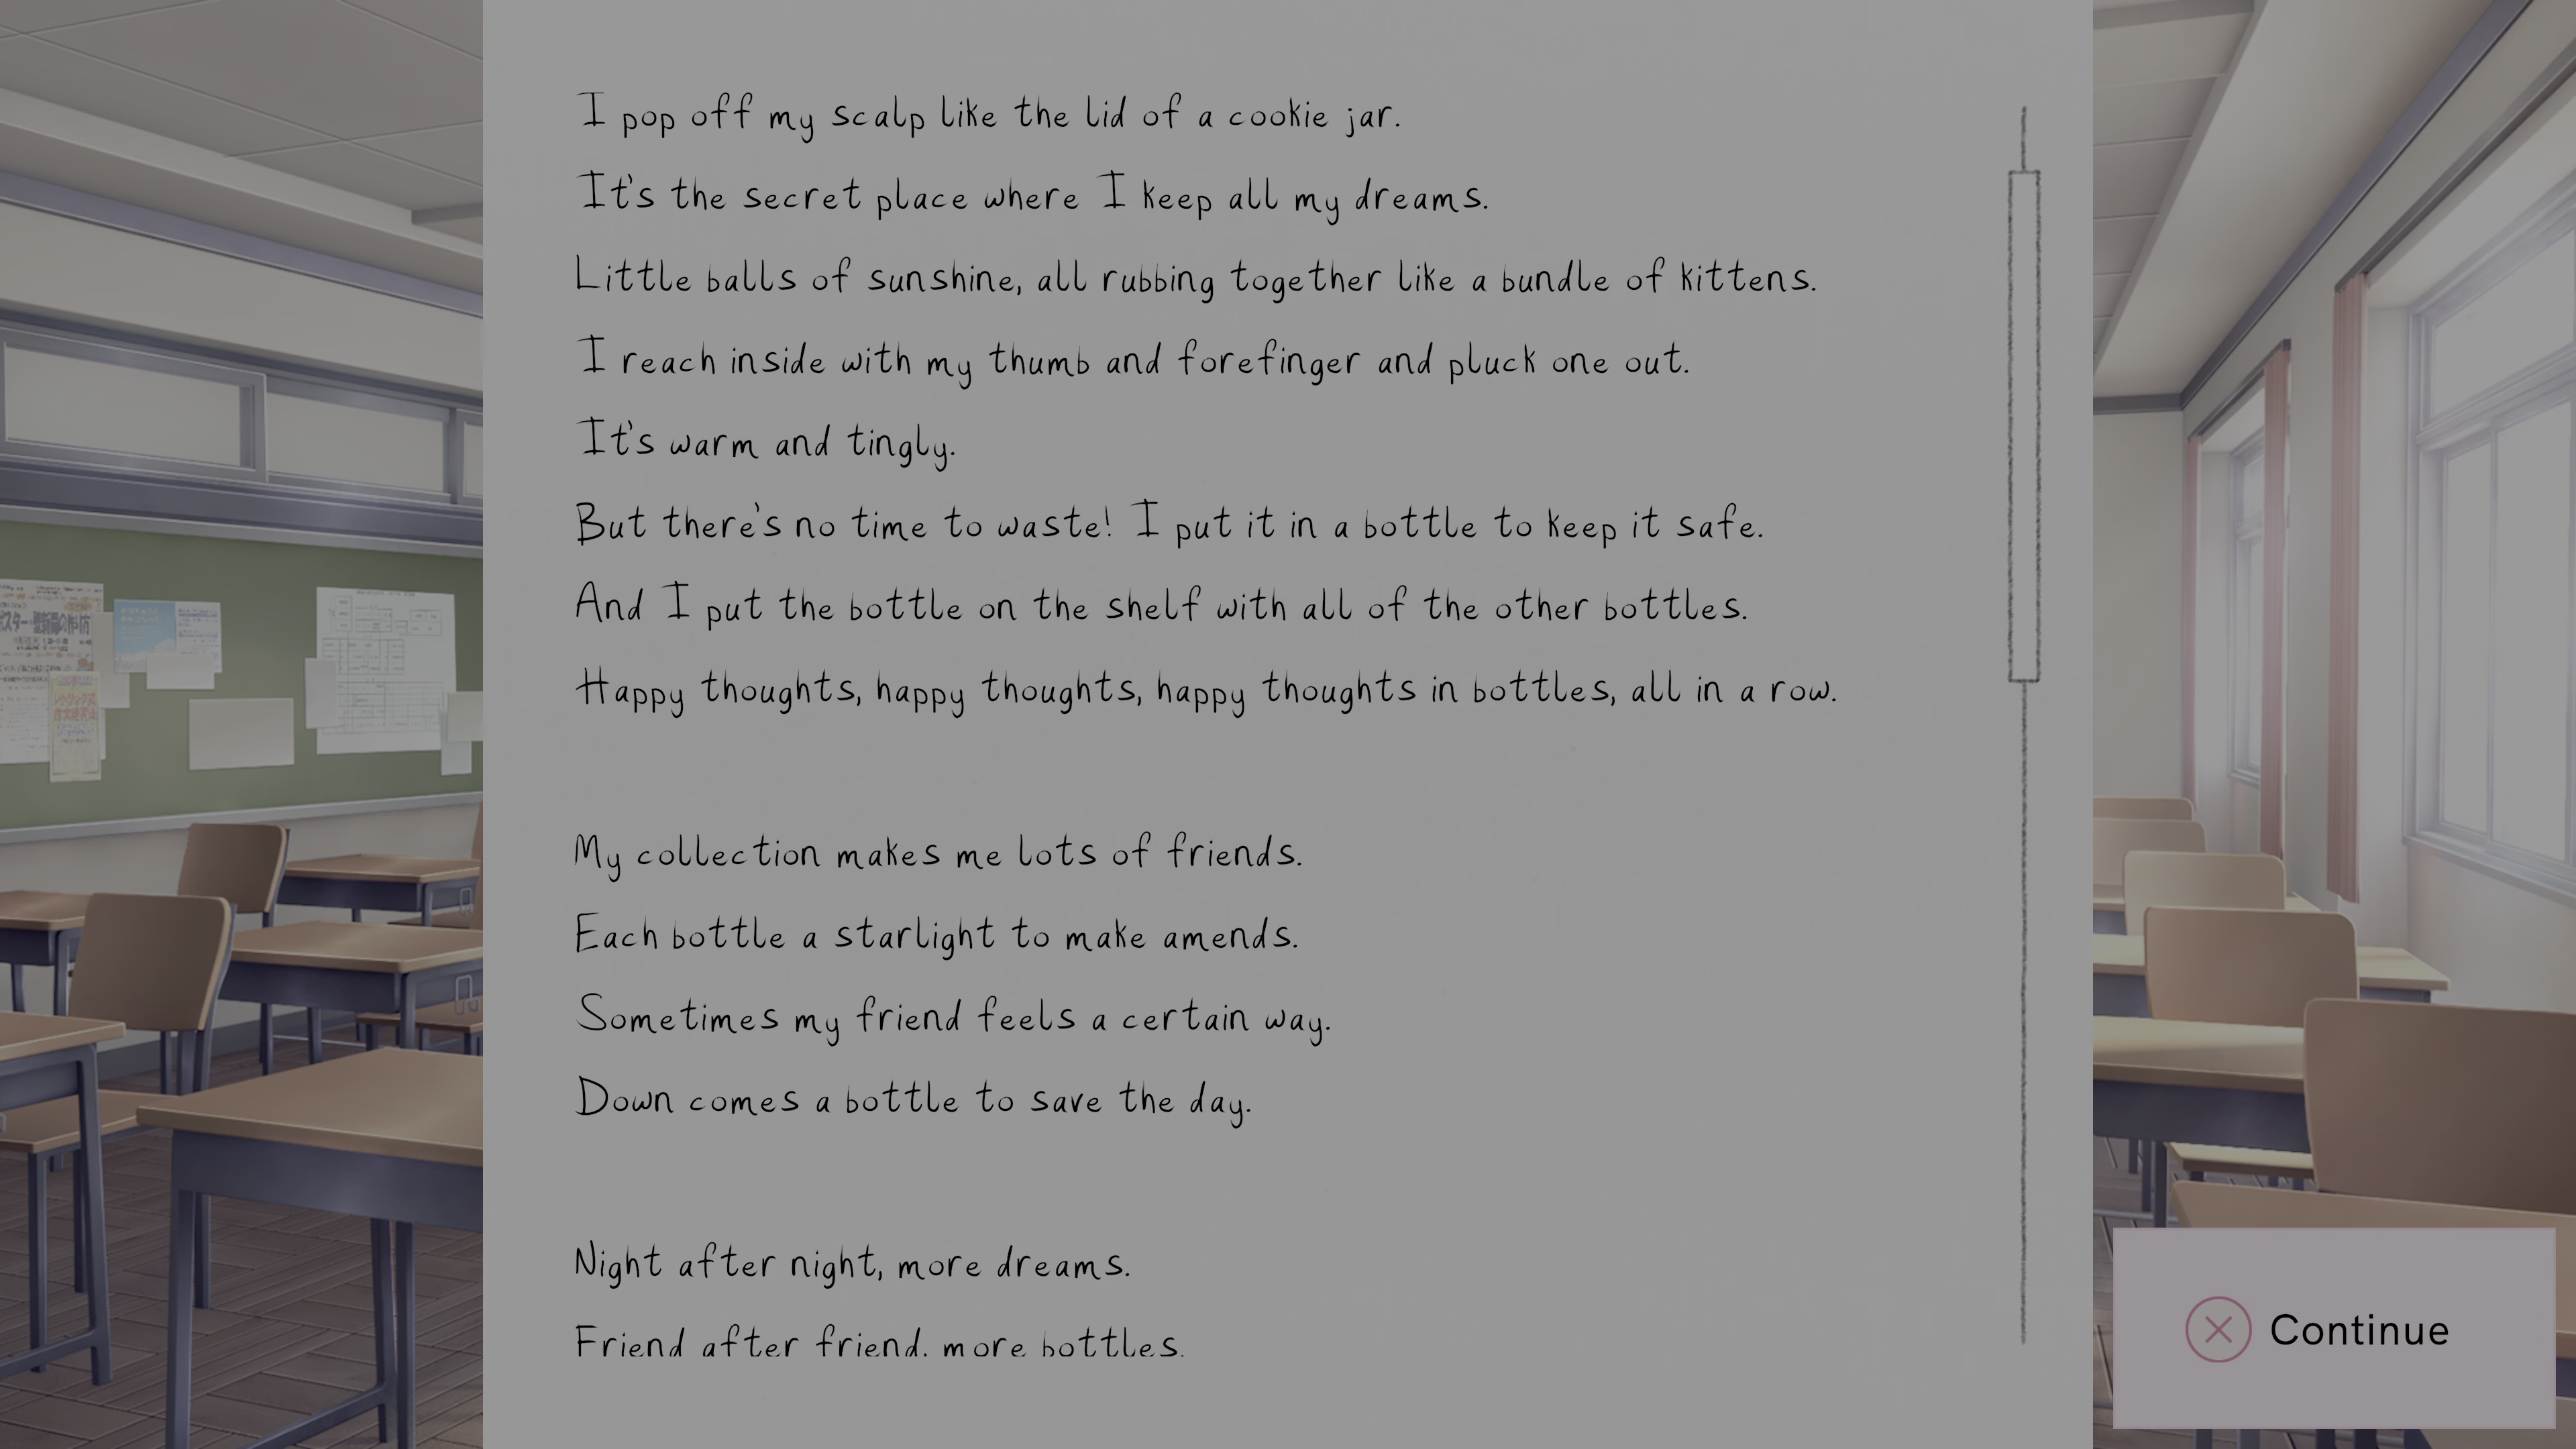 I pop off my scalp like the lid of a cookie jar.
It's the secret place where I keep all my dreams.
Little balls of sunshine, all rubbing together like a bundle of kittens.
I reach inside with my thumb and forefinger and pluck one out.
It's warm and tingly.
But there's no time to waste! I put it in a bottle to keep it safe.
And I put the bottle on the shelf with all of the other bottles.
Happy thoughts, happy thoughts, happy thoughts in bottles, all in a row.
My collection makes me lots of friends.
Each bottle a starlight to make amends.
Sometimes my friend feels a certain way.
Down comes a bottle to save the day.
Night after night, more dreams.
Friend after friend, more bottles.
Continue